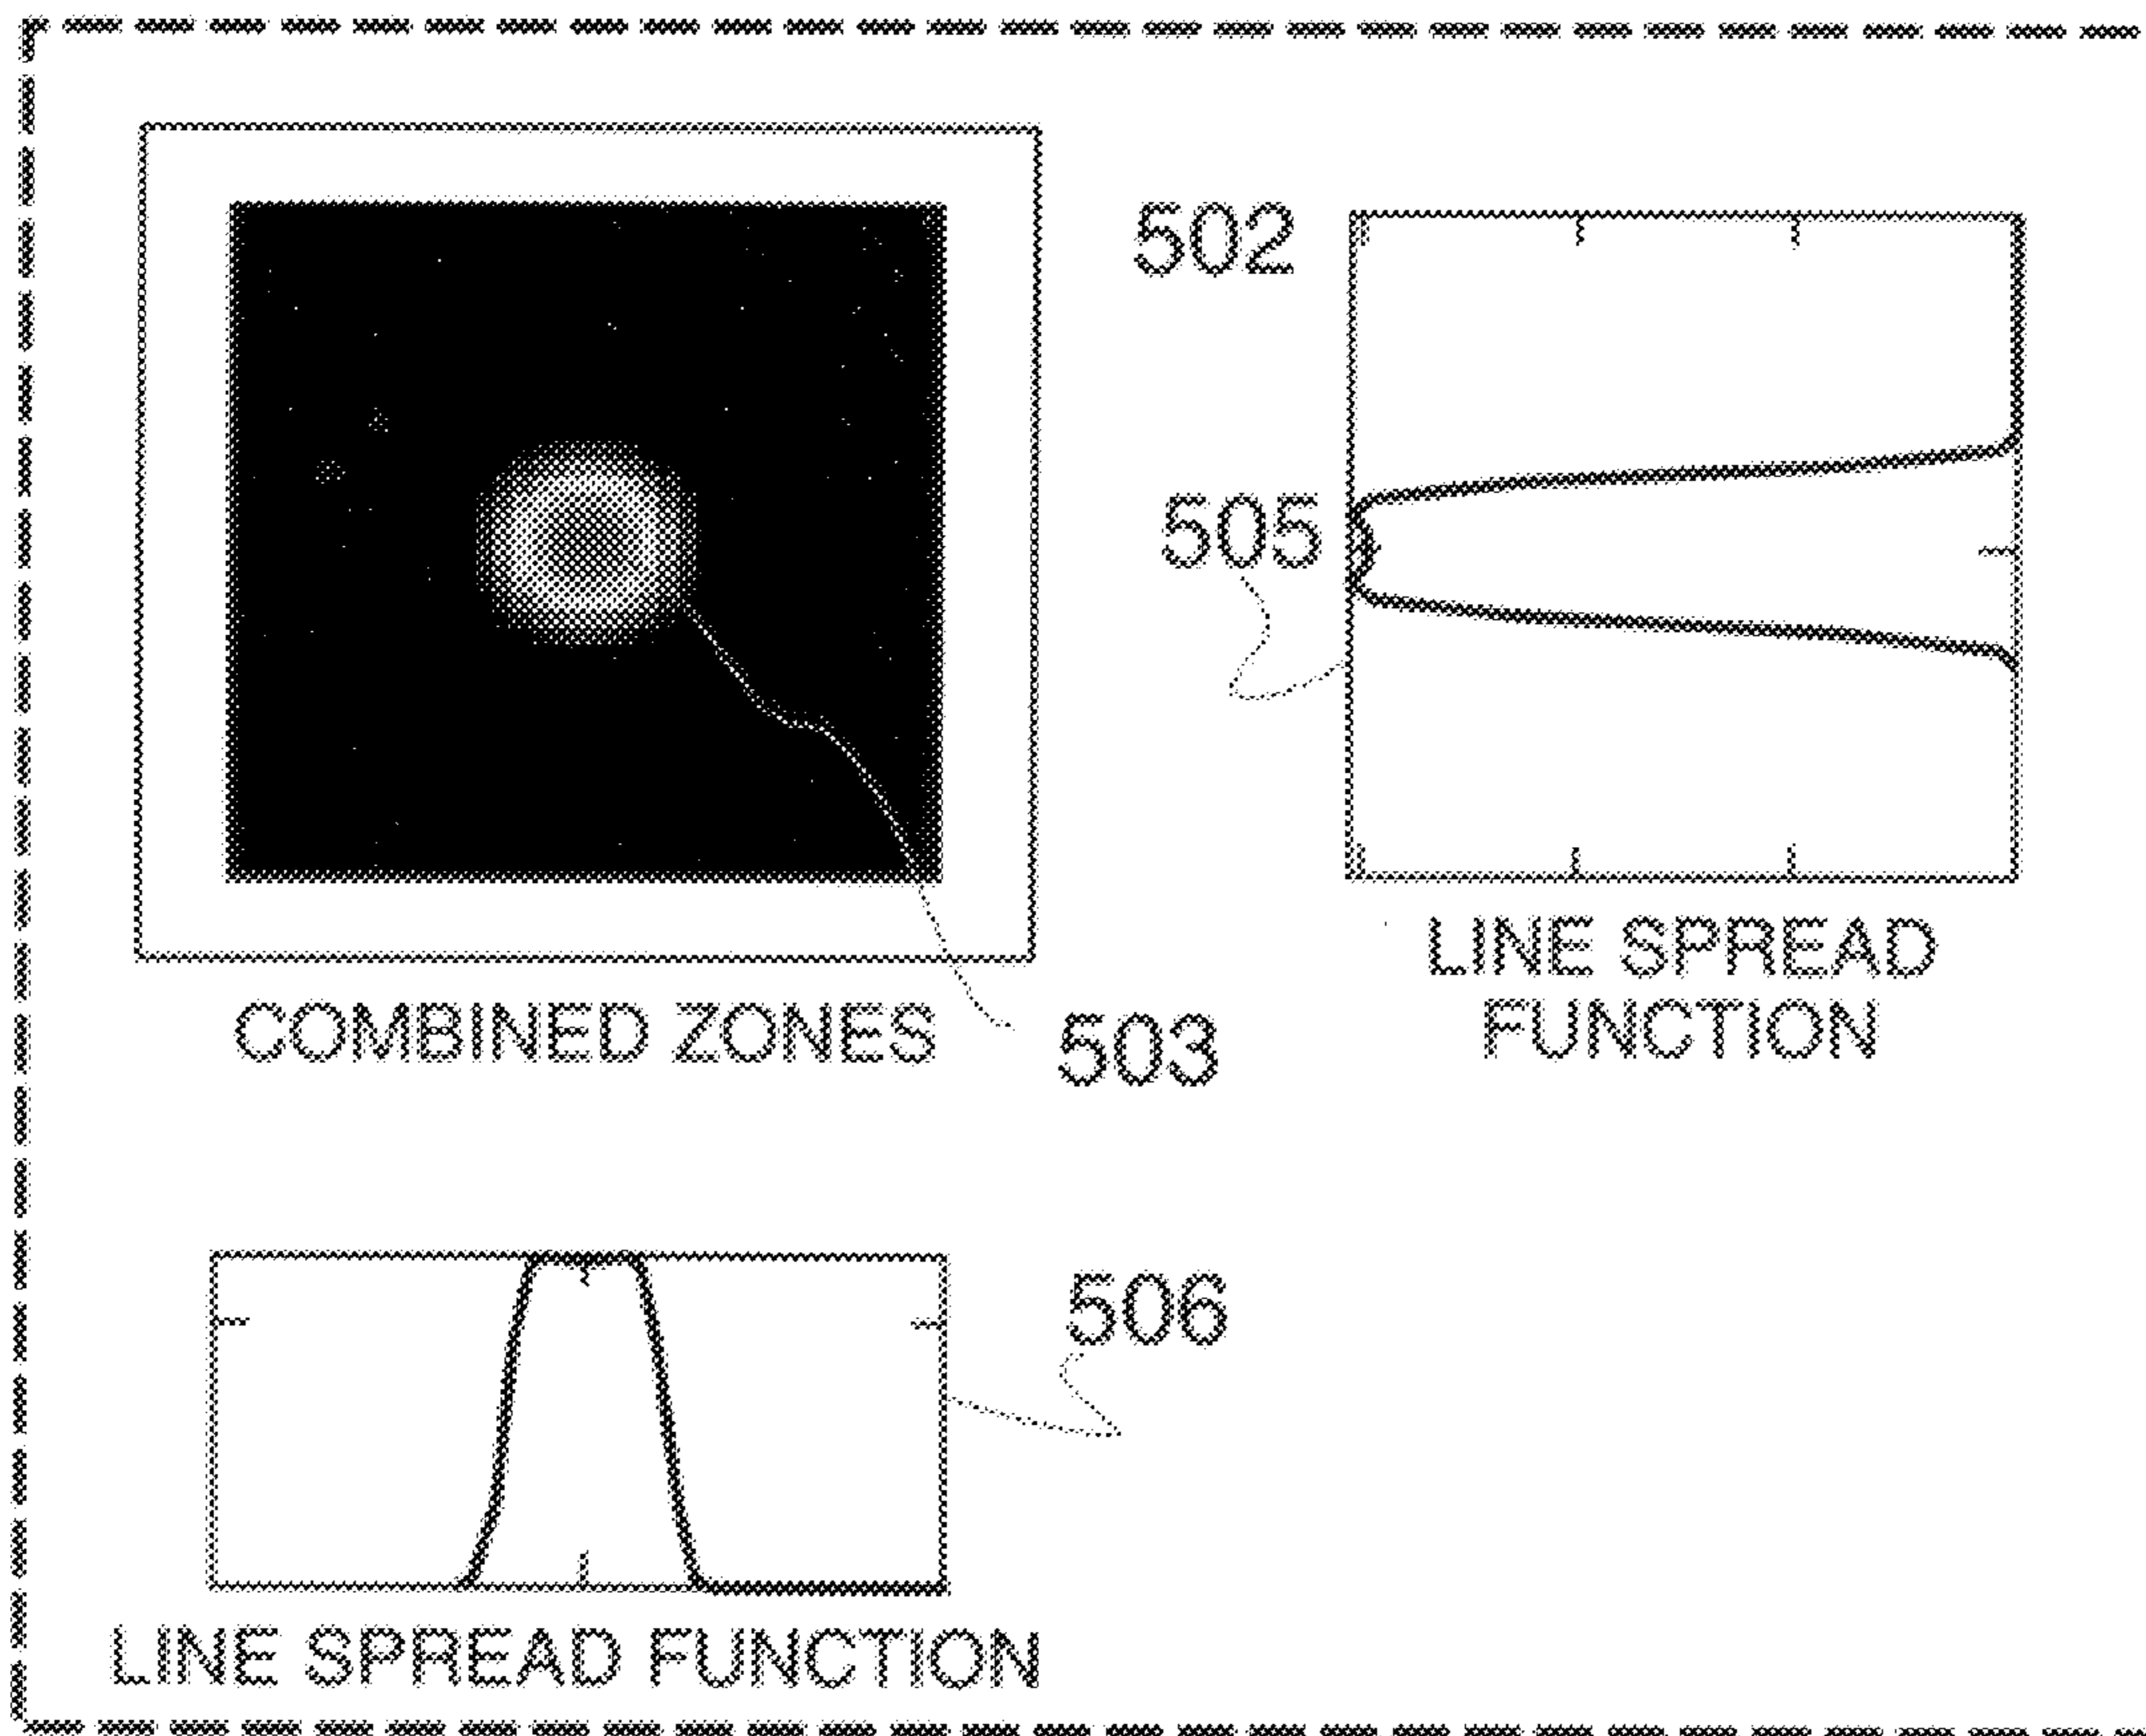 502
505
LINE SPREAD
FUNCTION
COMBINED ZONES
503
506
LINE SPREAD FUNCTION